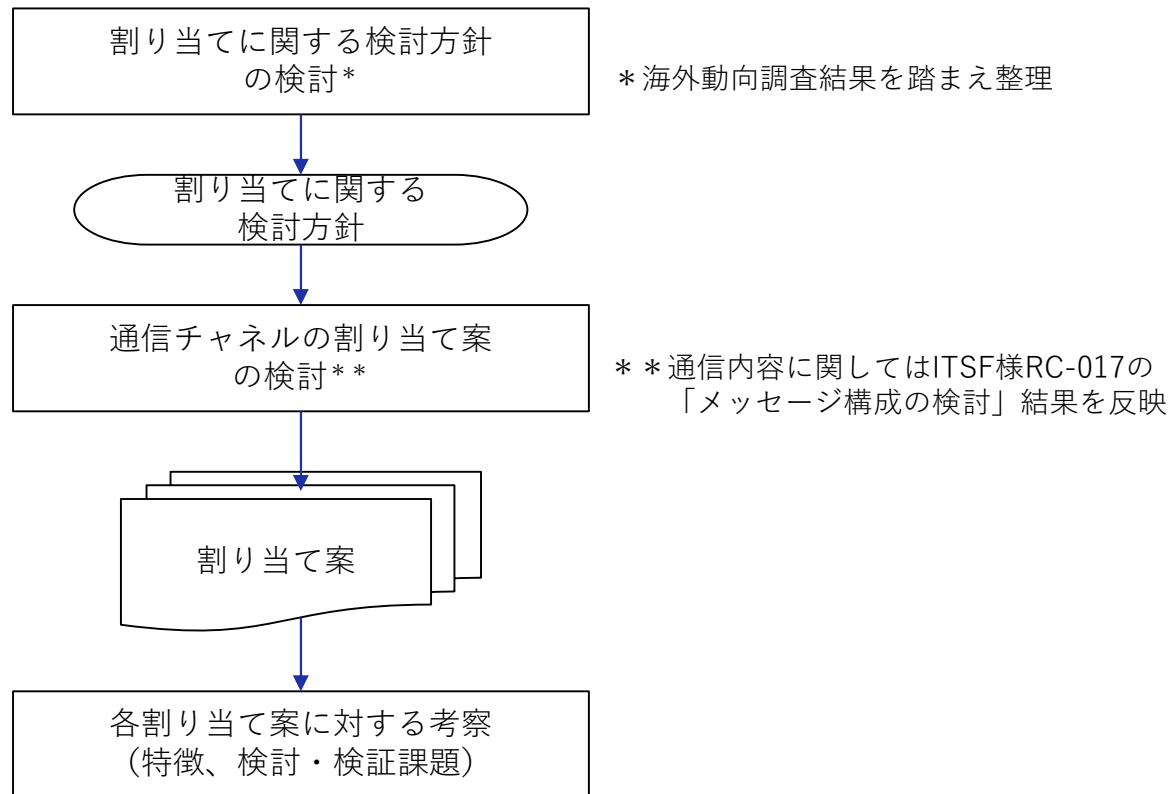 割り当てに関する検討方針
の検討*
＊海外動向調査結果を踏まえ整理
割り当てに関する
検討方針
通信チャネルの割り当て案
の検討**
＊＊通信内容に関してはITSF様RC-017の
「メッセージ構成の検討」結果を反映
割り当て案
各割り当て案に対する考察
（特徴、検討・検証課題）